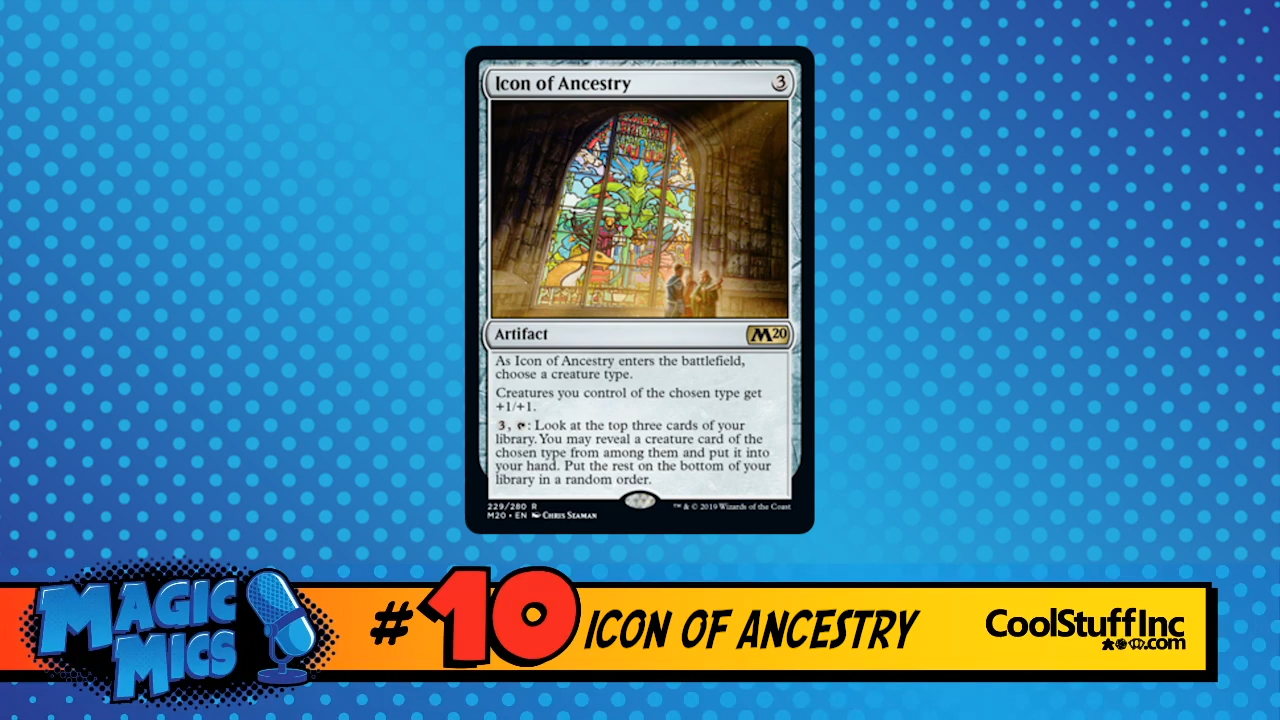 Icon of Ancestry 3
Artifact M20
As Icon of Ancestry enters the battlefield,
choose a creature type.
Creatures you control of the chosen type get
+1/+1.
3, : Look at the top three cards of your
library. You may reveal a creature card of the
chosen type from among them and put it into
your hand. Put the rest on the bottom of your
library in a random order.
229/280 R
M20 • EN Chris Seaman
™ & © 2019 Wizards of the Coast
MAGIC
MICS
#10 ICON OF ANCESTRY
CoolStuffInc
.com